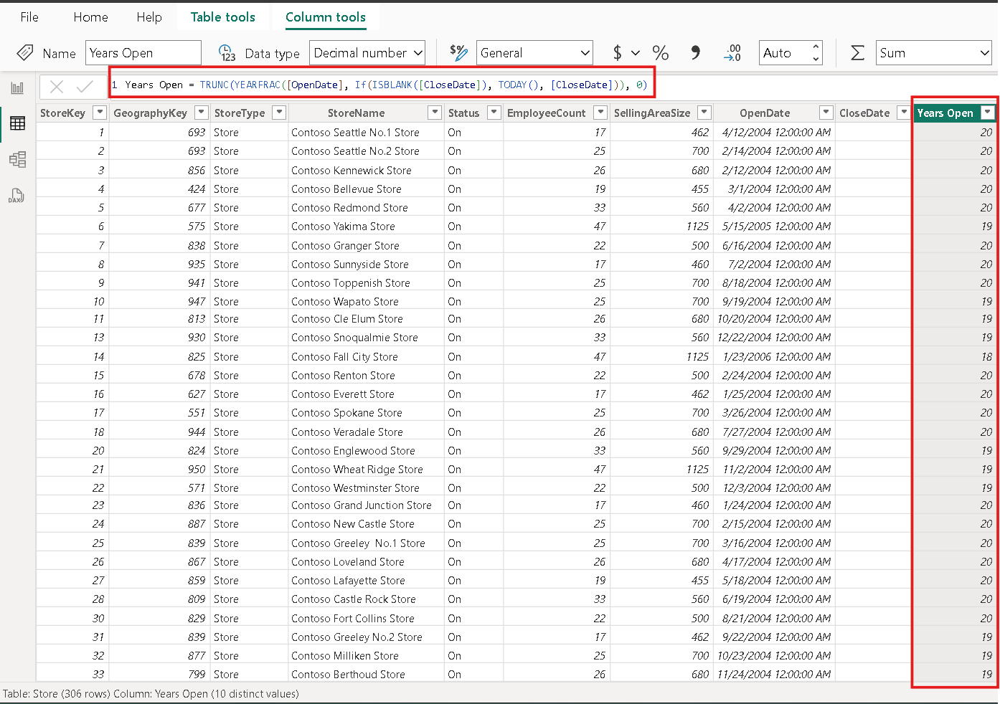 File Home Help Table tools Column tools
Name Years Open Data type Decimal number General $ % 9 .00 →.0 Auto Σ Sum
1 Years Open = TRUNC(YEARFRAC([OpenDate], If(ISBLANK([CloseDate]), TODAY(), [CloseDate])), 0)
StoreKey GeographyKey StoreType StoreName Status EmployeeCount SellingAreaSize OpenDate CloseDate Years Open
1 693 Store Contoso Seattle No.1 Store On 17 462 4/12/2004 12:00:00 AM 20
2 693 Store Contoso Seattle No.2 Store On 25 700 2/14/2004 12:00:00 AM 20
3 856 Store Contoso Kennewick Store On 26 680 2/12/2004 12:00:00 AM 20
4 424 Store Contoso Bellevue Store On 19 455 3/1/2004 12:00:00 AM 20
5 677 Store Contoso Redmond Store On 33 560 4/2/2004 12:00:00 AM 20
6 575 Store Contoso Yakima Store On 47 1125 5/15/2005 12:00:00 AM 19
7 838 Store Contoso Granger Store On 22 500 6/16/2004 12:00:00 AM 20
8 935 Store Contoso Sunnyside Store On 17 460 7/2/2004 12:00:00 AM 20
9 941 Store Contoso Toppenish Store On 25 700 8/18/2004 12:00:00 AM 20
10 947 Store Contoso Wapato Store On 25 700 9/19/2004 12:00:00 AM 19
11 813 Store Contoso Cle Elum Store On 26 680 10/20/2004 12:00:00 AM 19
13 930 Store Contoso Snoqualmie Store On 33 560 12/22/2004 12:00:00 AM 19
14 825 Store Contoso Fall City Store On 47 1125 1/23/2006 12:00:00 AM 18
15 678 Store Contoso Renton Store On 22 500 2/24/2004 12:00:00 AM 20
16 627 Store Contoso Everett Store On 17 462 1/25/2004 12:00:00 AM 20
17 551 Store Contoso Spokane Store On 25 700 3/26/2004 12:00:00 AM 20
18 944 Store Contoso Veradale Store On 26 680 7/27/2004 12:00:00 AM 20
20 824 Store Contoso Englewood Store On 33 560 9/29/2004 12:00:00 AM 19
21 950 Store Contoso Wheat Ridge Store On 47 1125 11/2/2004 12:00:00 AM 19
22 571 Store Contoso Westminster Store On 22 500 12/3/2004 12:00:00 AM 19
23 836 Store Contoso Grand Junction Store On 17 460 1/24/2004 12:00:00 AM 20
24 887 Store Contoso New Castle Store On 25 700 2/15/2004 12:00:00 AM 20
25 839 Store Contoso Greeley  No.1 Store On 25 700 3/16/2004 12:00:00 AM 20
26 867 Store Contoso Loveland Store On 26 680 4/17/2004 12:00:00 AM 20
27 859 Store Contoso Lafayette Store On 19 455 5/18/2004 12:00:00 AM 20
28 809 Store Contoso Castle Rock Store On 33 560 6/19/2004 12:00:00 AM 20
30 829 Store Contoso Fort Collins Store On 22 500 8/21/2004 12:00:00 AM 20
31 839 Store Contoso Greeley No.2 Store On 17 462 9/22/2004 12:00:00 AM 19
32 877 Store Contoso Milliken Store On 25 700 10/23/2004 12:00:00 AM 19
33 799 Store Contoso Berthoud Store On 26 680 11/24/2004 12:00:00 AM 19
DAX
Table: Store (306 rows) Column: Years Open (10 distinct values)